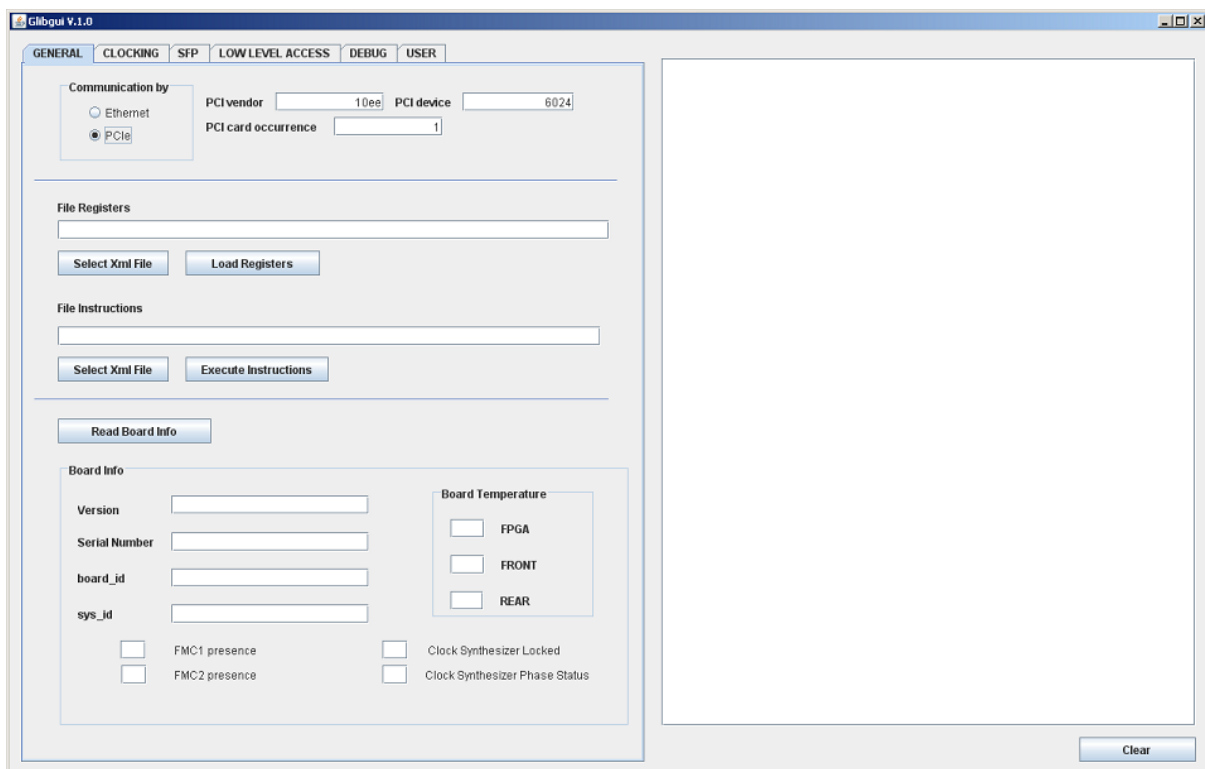 Glibgui V.1.0
GENERAL CLOCKING SFP LOW LEVEL ACCESS DEBUG USER
Communication by
Ethernet
PCIe
PCI vendor 10ee PCI device 6024
PCI card occurrence 1
File Registers
Select Xml File Load Registers
File Instructions
Select Xml File Execute Instructions
Read Board Info
Board Info
Version
Serial Number
board_id
sys_id
Board Temperature
FPGA
FRONT
REAR
FMC1 presence Clock Synthesizer Locked
FMC2 presence Clock Synthesizer Phase Status
Clear